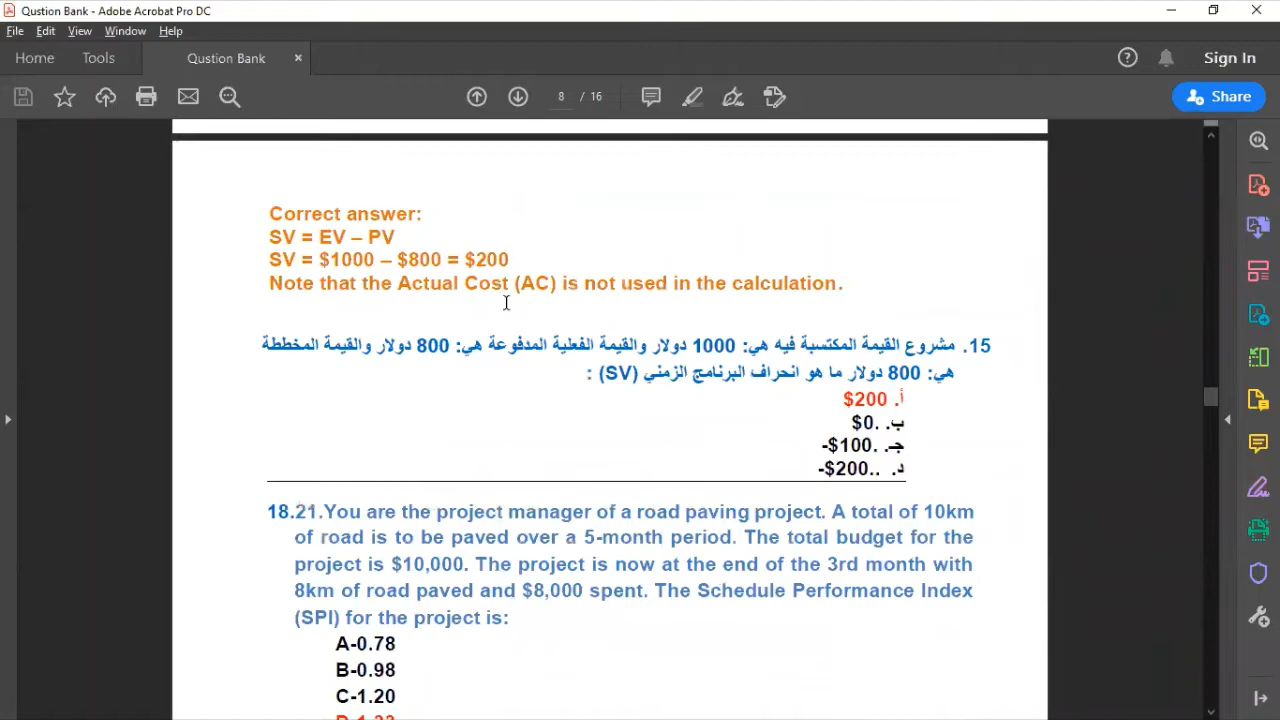 Qustion Bank - Adobe Acrobat Pro DC
File Edit View Window Help
Home Tools Qustion Bank × Sign In
8 / 16 Share
Correct answer:
SV = EV – PV
SV = $1000 – $800 = $200
Note that the Actual Cost (AC) is not used in the calculation.
15. مشروع القيمة المكتسبة فيه هي: 1000 دولار والقيمة الفعلية المدفوعة هي: 800 دولار والقيمة المخططة
هي: 800 دولار ما هو انحراف البرنامج الزمني (SV) :
أ. $200
ب. .$0
جـ. .$100-
د. ..$200-
18.21.You are the project manager of a road paving project. A total of 10km
of road is to be paved over a 5-month period. The total budget for the
project is $10,000. The project is now at the end of the 3rd month with
8km of road paved and $8,000 spent. The Schedule Performance Index
(SPI) for the project is:
A-0.78
B-0.98
C-1.20